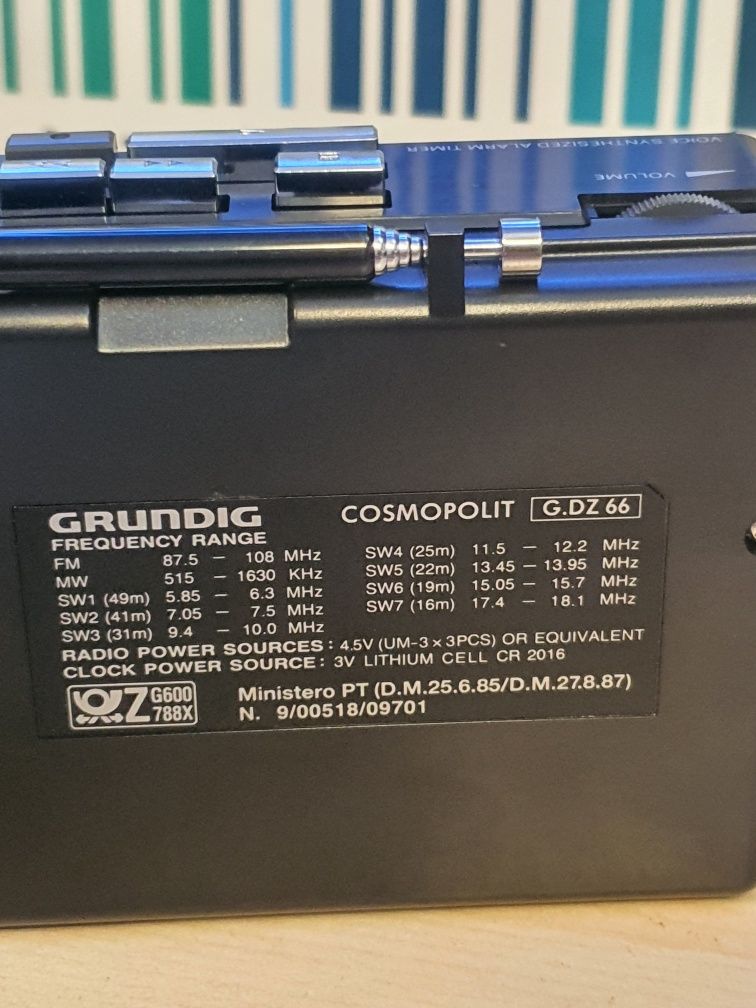 VOICE SYNTHESIZED ALARM TIMER
VOLUME
GRUNDIG
COSMOPOLIT G.DZ 66
FREQUENCY RANGE
FM 87.5 – 108 MHz
MW 515 – 1630 KHz
SW1 (49m) 5.85 – 6.3 MHz
SW2 (41m) 7.05 – 7.5 MHz
SW3 (31m) 9.4 – 10.0 MHz
SW4 (25m) 11.5 – 12.2 MHz
SW5 (22m) 13.45 – 13.95 MHz
SW6 (19m) 15.05 – 15.7 MHz
SW7 (16m) 17.4 – 18.1 MHz
RADIO POWER SOURCES : 4.5V (UM-3 x 3PCS) OR EQUIVALENT
CLOCK POWER SOURCE : 3V LITHIUM CELL CR 2016
Z G600
788X
Ministero PT (D.M.25.6.85/D.M.27.8.87)
N. 9/00518/09701